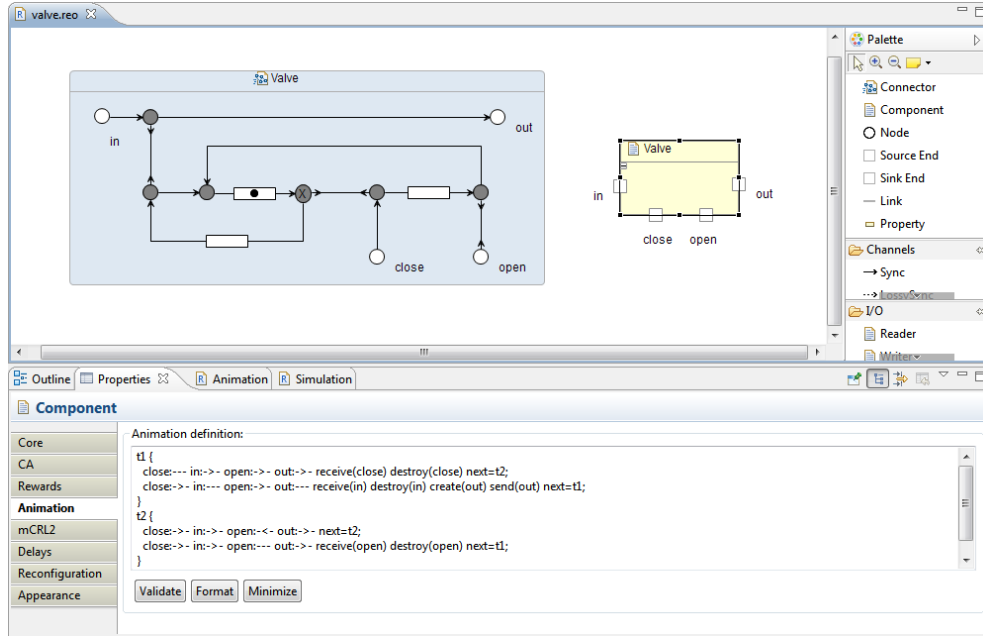 valve.reo
Valve
in
out
close
open
Valve
in
out
close open
Palette
Connector
Component
Node
Source End
Sink End
Link
Property
Channels
Sync
LossySync
I/O
Reader
Writer
Outline Properties Animation Simulation
Component
Core
CA
Rewards
Animation
mCRL2
Delays
Reconfiguration
Appearance
Animation definition:
t1 {
close:--- in:->- open:->- out:->- receive(close) destroy(close) next=t2;
close:->- in:--- open:->- out:--- receive(in) destroy(in) create(out) send(out) next=t1;
}
t2 {
close:->- in:->- open:-<- out:->- next=t2;
close:->- in:->- open:--- out:->- receive(open) destroy(open) next=t1;
}
Validate Format Minimize